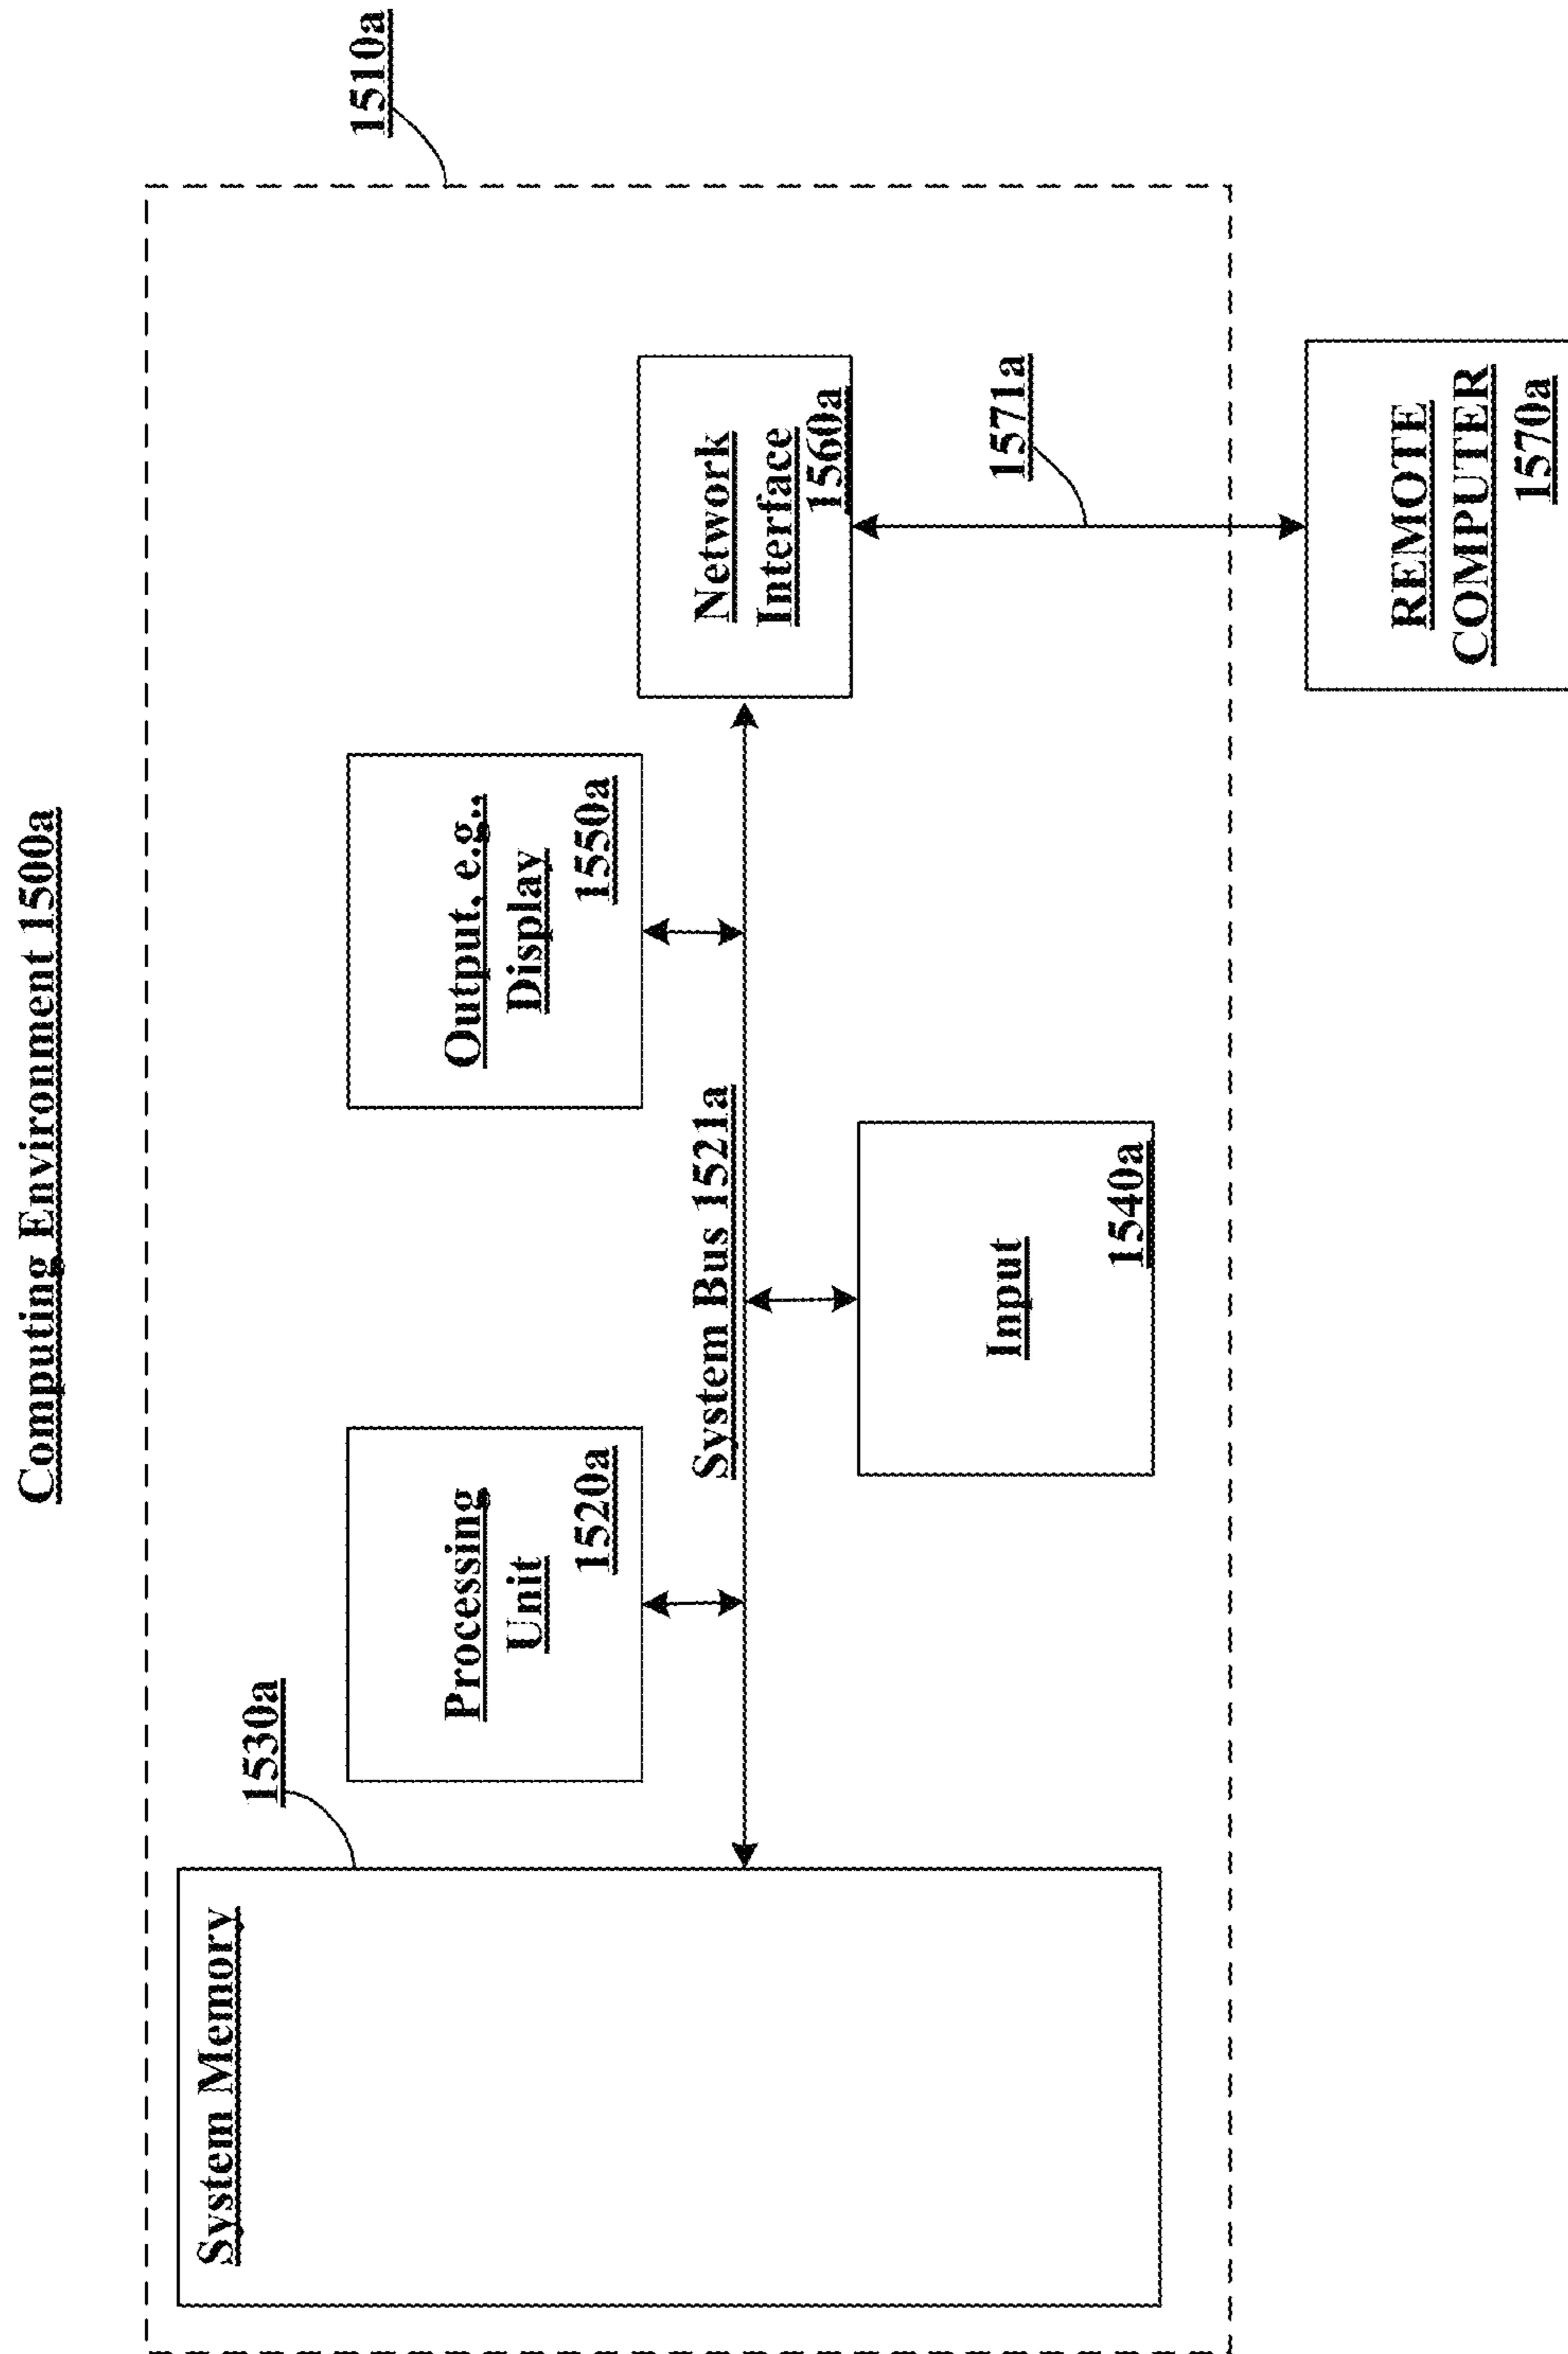 Computing Environment 1500a
1510a
System Memory
1530a
Processing
Unit
1520a
Output, e.g.,
Display
1550a
System Bus 1521a
Network
Interface
1560a
Input
1540a
1571a
REMOTE
COMPUTER
1570a